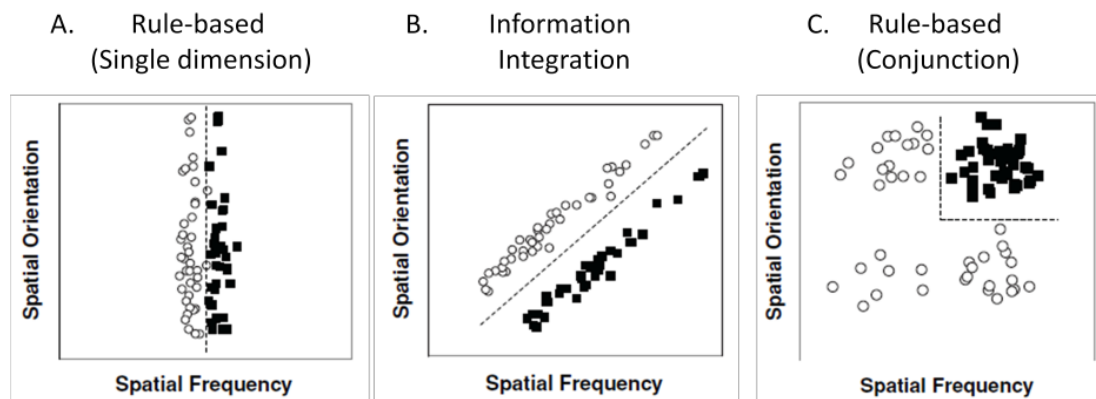 A. Rule-based
(Single dimension)
B. Information
Integration
C. Rule-based
(Conjunction)
Spatial Orientation
Spatial Frequency
Spatial Orientation
Spatial Frequency
Spatial Orientation
Spatial Frequency